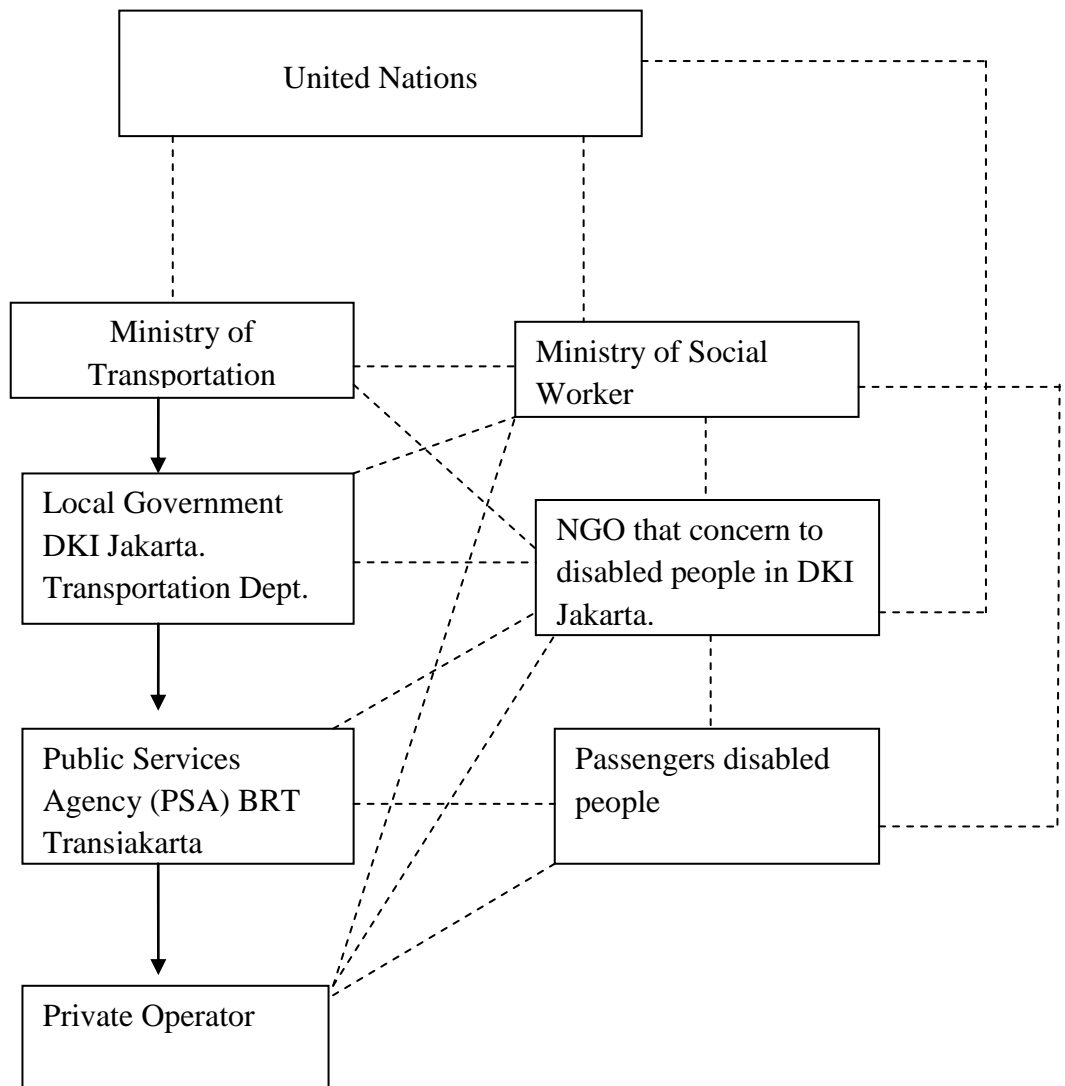 United Nations
Ministry of
Transportation
Ministry of Social
Worker
Local Government
DKI Jakarta.
Transportation Dept.
NGO that concern to
disabled people in DKI
Jakarta.
Public Services
Agency (PSA) BRT
Transjakarta
Passengers disabled
people
Private Operator